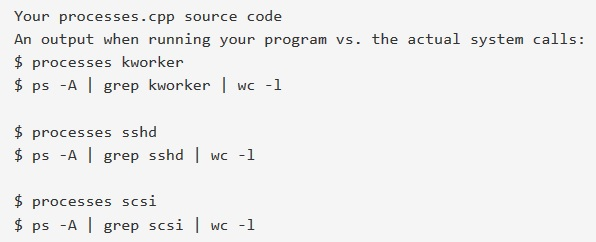 Your processes.cpp source code
An output when running your program vs. the actual system calls:
$ processes kworker
$ ps -A | grep kworker | wc -l
$ processes sshd
$ ps -A | grep sshd | wc -l
$ processes scsi
$ ps -A | grep scsi | wc -l